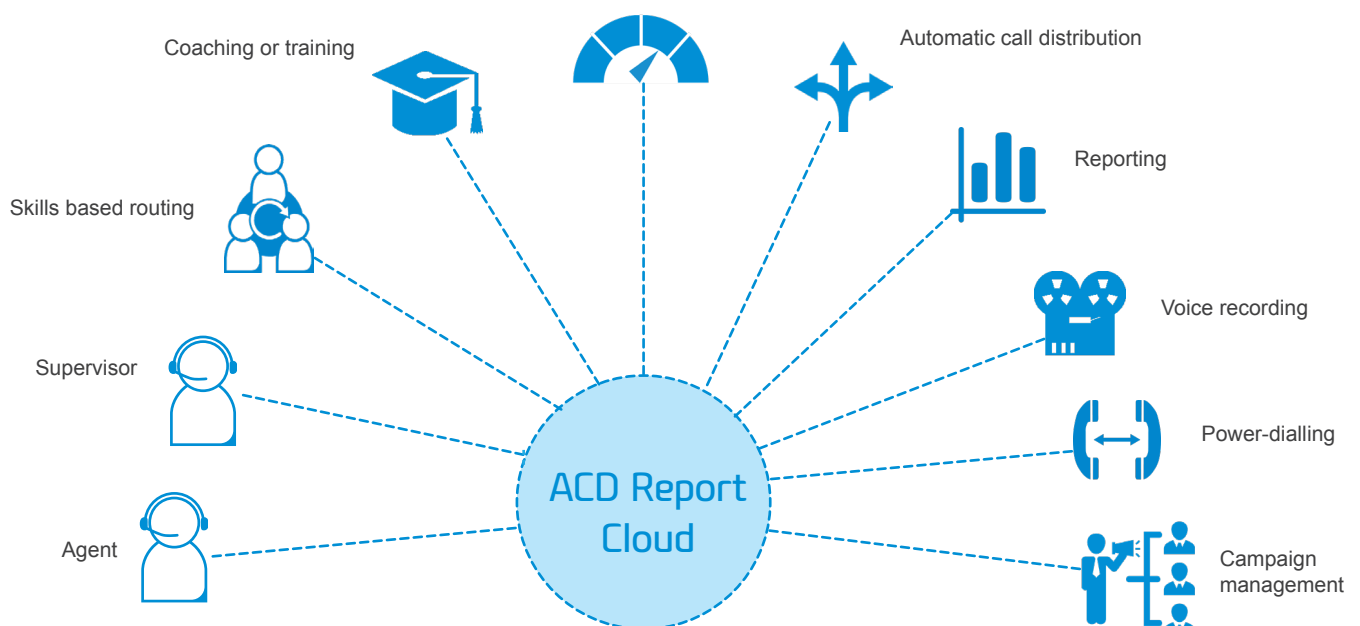 Coaching or training
Automatic call distribution
Reporting
Skills based routing
Voice recording
Supervisor
Power-dialling
ACD Report
Cloud
Agent
Campaign
management